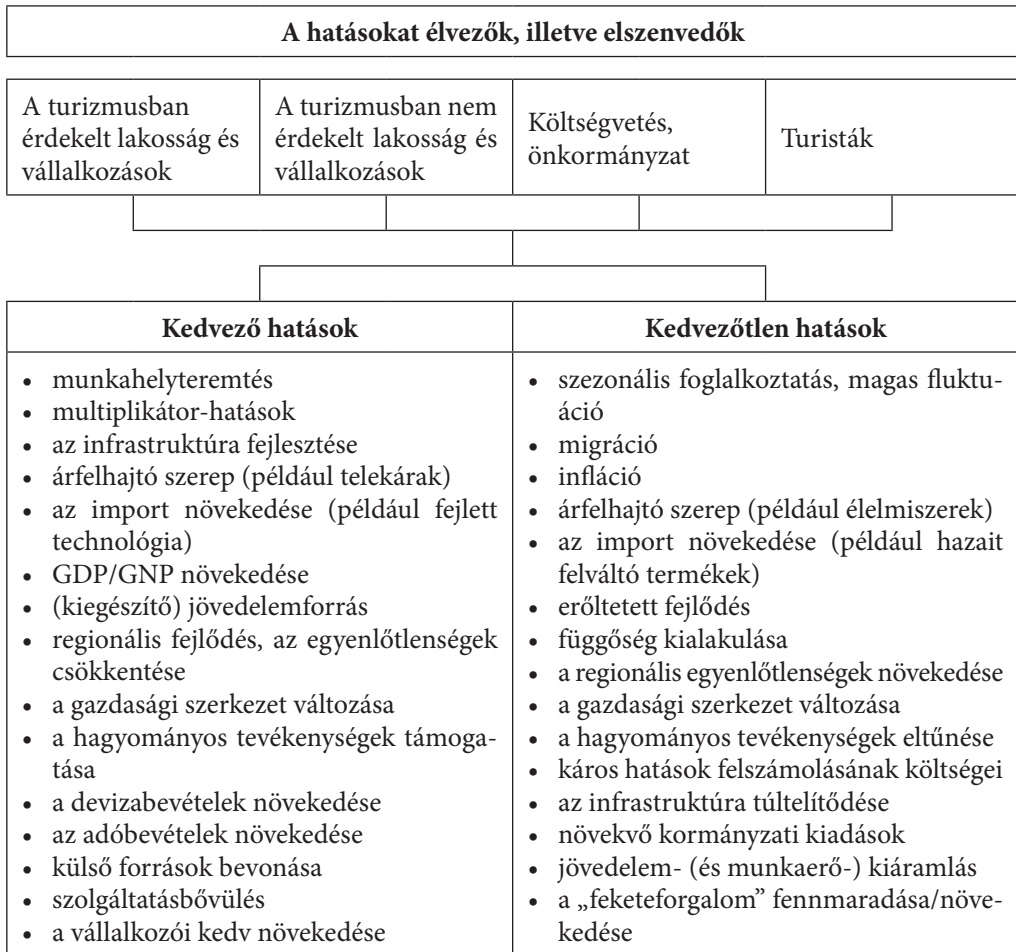 A hatásokat élvezők, illetve elszenvedők
A turizmusban
érdekelt lakosság és
vállalkozások
A turizmusban nem
érdekelt lakosság és
vállalkozások
Költségvetés,
önkormányzat
Turisták
Kedvező hatások
• munkahelyteremtés
• multiplikátor-hatások
• az infrastruktúra fejlesztése
• árfelhajtó szerep (például telekárak)
• az import növekedése (például fejlett
technológia)
• GDP/GNP növekedése
• (kiegészítő) jövedelemforrás
• regionális fejlődés, az egyenlőtlenségek
csökkentése
• a gazdasági szerkezet változása
• a hagyományos tevékenységek támoga-
tása
• a devizabevételek növekedése
• az adóbevételek növekedése
• külső források bevonása
• szolgáltatásbővülés
• a vállalkozói kedv növekedése
Kedvezőtlen hatások
• szezonális foglalkoztatás, magas fluktu-
áció
• migráció
• infláció
• árfelhajtó szerep (például élelmiszerek)
• az import növekedése (például hazait
felváltó termékek)
• erőltetett fejlődés
• függőség kialakulása
• a regionális egyenlőtlenségek növekedése
• a gazdasági szerkezet változása
• a hagyományos tevékenységek eltűnése
• káros hatások felszámolásának költségei
• az infrastruktúra túltelítődése
• növekvő kormányzati kiadások
• jövedelem- (és munkaerő-) kiáramlás
• a „feketeforgalom” fennmaradása/növe-
kedése